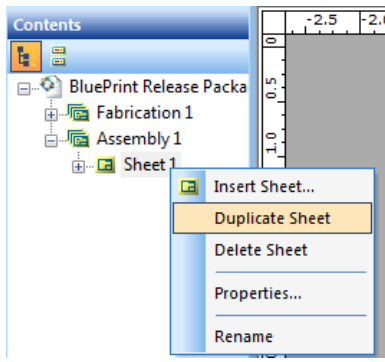 Contents
-2.5 -2.0
0
BluePrint Release Packa
0.5
Fabrication 1
Assembly 1
1.0
Sheet 1
Insert Sheet...
Duplicate Sheet
Delete Sheet
Properties...
Rename